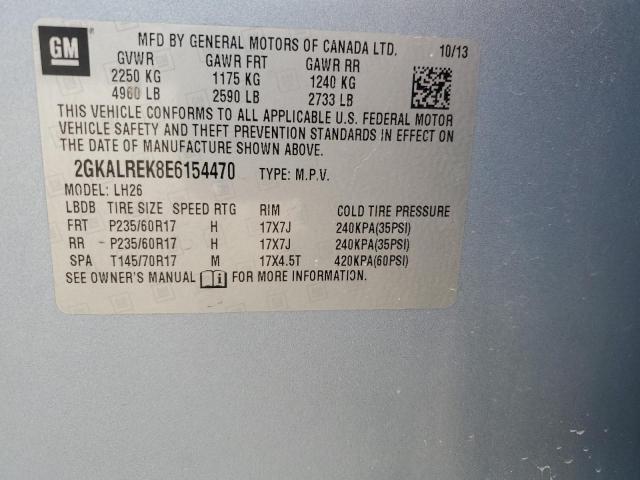 GM
MFD BY GENERAL MOTORS OF CANADA LTD. 10/13
GVWR GAWR FRT GAWR RR
2250 KG 1175 KG 1240 KG
4960 LB 2590 LB 2733 LB
THIS VEHICLE CONFORMS TO ALL APPLICABLE U.S. FEDERAL MOTOR
VEHICLE SAFETY AND THEFT PREVENTION STANDARDS IN EFFECT ON
THE DATE OF MANUFACTURE SHOWN ABOVE.
2GKALREK8E6154470 TYPE: M.P.V.
MODEL: LH26
LBDB TIRE SIZE SPEED RTG RIM COLD TIRE PRESSURE
FRT P235/60R17 H 17X7J 240KPA(35PSI)
RR P235/60R17 H 17X7J 240KPA(35PSI)
SPA T145/70R17 M 17X4.5T 420KPA(60PSI)
SEE OWNER'S MANUAL FOR MORE INFORMATION.